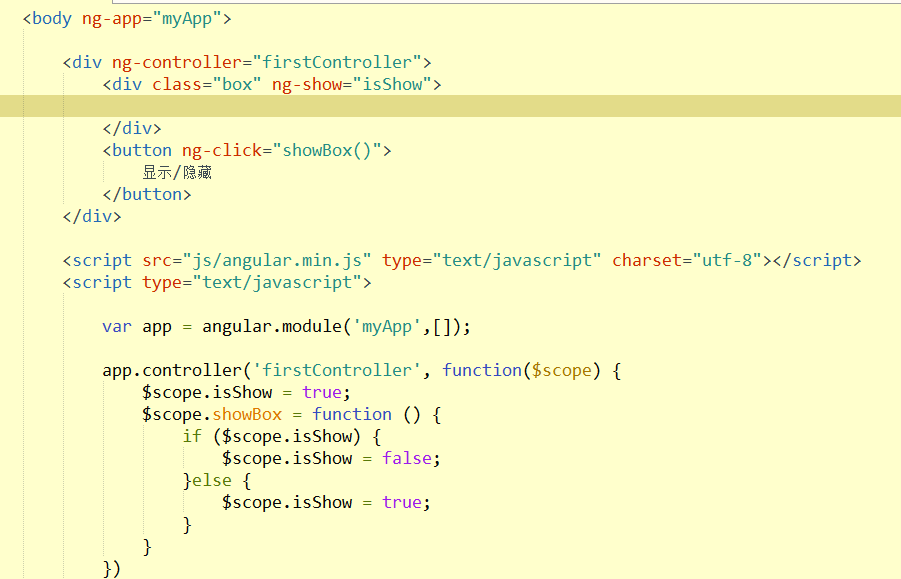 <body ng-app="myApp">
<div ng-controller="firstController">
<div class="box" ng-show="isShow">
</div>
<button ng-click="showBox()">
显示/隐藏
</button>
</div>
<script src="js/angular.min.js" type="text/javascript" charset="utf-8"></script>
<script type="text/javascript">
var app = angular.module('myApp',[]);
app.controller('firstController', function($scope) {
$scope.isShow = true;
$scope.showBox = function () {
if ($scope.isShow) {
$scope.isShow = false;
}else {
$scope.isShow = true;
}
}
})